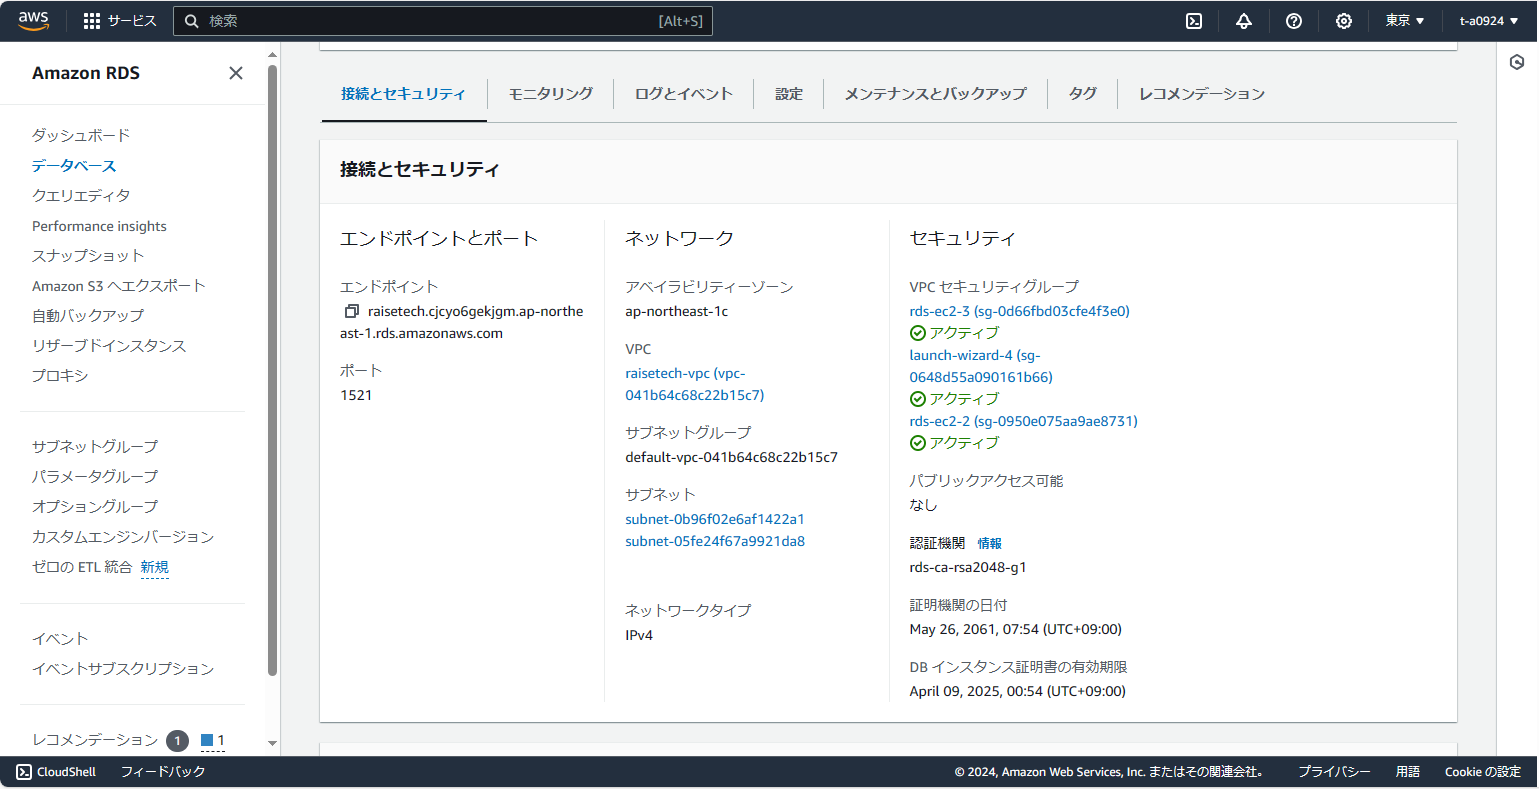 aws
サービス
検索
[Alt+S]
東京 ▼
t-a0924 ▼
Amazon RDS
ダッシュボード
データベース
クエリエディタ
Performance insights
スナップショット
Amazon S3 へエクスポート
自動バックアップ
リザーブドインスタンス
プロキシ
サブネットグループ
パラメータグループ
オプショングループ
カスタムエンジンバージョン
ゼロの ETL 統合 新規
イベント
イベントサブスクリプション
レコメンデーション 1 1
接続とセキュリティ
モニタリング
ログとイベント
設定
メンテナンスとバックアップ
タグ
レコメンデーション
接続とセキュリティ
エンドポイントとポート
エンドポイント
raisetech.cjcyo6gekjgm.ap-northe
ast-1.rds.amazonaws.com
ポート
1521
ネットワーク
アベイラビリティーゾーン
ap-northeast-1c
VPC
raisetech-vpc (vpc-
041b64c68c22b15c7)
サブネットグループ
default-vpc-041b64c68c22b15c7
サブネット
subnet-0b96f02e6af1422a1
subnet-05fe24f67a9921da8
ネットワークタイプ
IPv4
セキュリティ
VPC セキュリティグループ
rds-ec2-3 (sg-0d66fbd03cfe4f3e0)
アクティブ
launch-wizard-4 (sg-
0648d55a090161b66)
アクティブ
rds-ec2-2 (sg-0950e075aa9ae8731)
アクティブ
パブリックアクセス可能
なし
認証機関 情報
rds-ca-rsa2048-g1
証明機関の日付
May 26, 2061, 07:54 (UTC+09:00)
DB インスタンス証明書の有効期限
April 09, 2025, 00:54 (UTC+09:00)
CloudShell
フィードバック
© 2024, Amazon Web Services, Inc. またはその関連会社。
プライバシー
用語
Cookie の設定